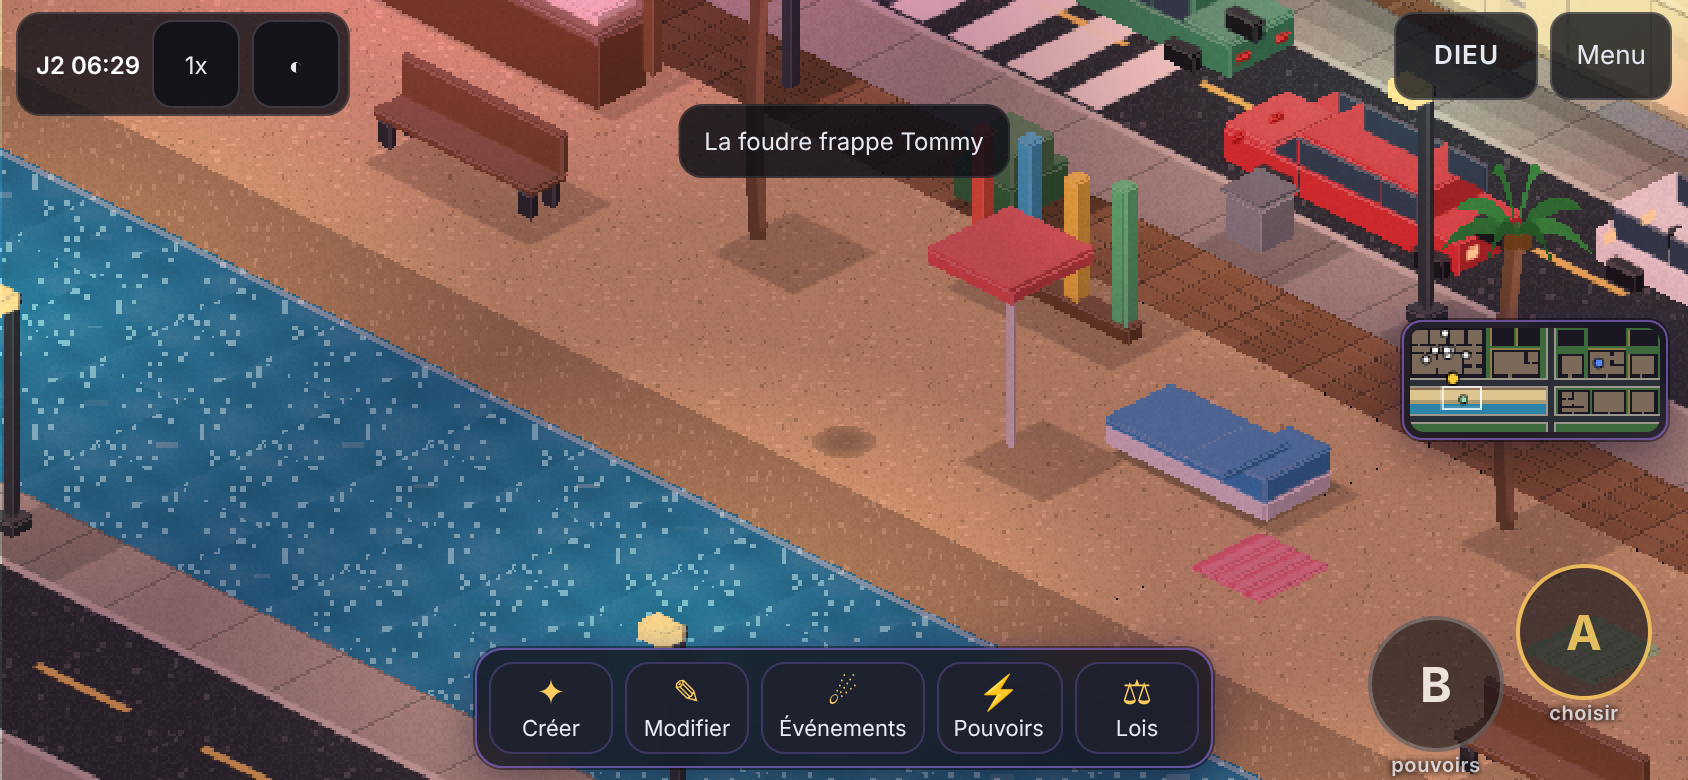 J2 06:29
1x
DIEU
Menu
La foudre frappe Tommy
Créer
Modifier
Événements
Pouvoirs
Lois
B
pouvoirs
A
choisir